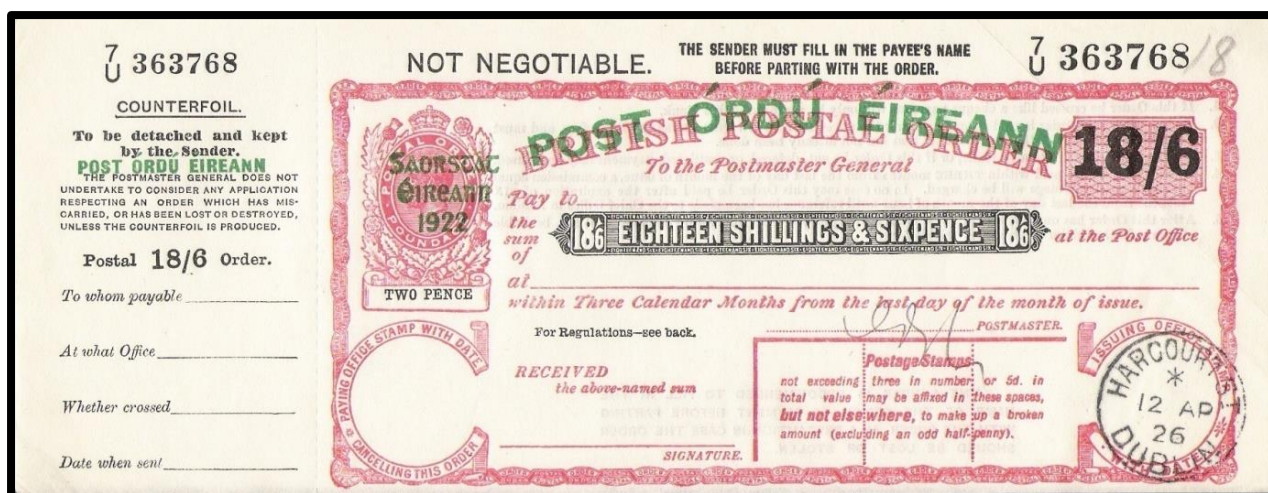 7/U 363768
COUNTERFOIL.
To be detached and kept
by the Sender.
POST ÓRDÚ EIREANN
THE POSTMASTER GENERAL DOES NOT
UNDERTAKE TO CONSIDER ANY APPLICATION
RESPECTING AN ORDER WHICH HAS MIS-
CARRIED, OR HAS BEEN LOST OR DESTROYED,
UNLESS THE COUNTERFOIL IS PRODUCED.
Postal 18/6 Order.
To whom payable
At what Office
Whether crossed
Date when sent
NOT NEGOTIABLE.
THE SENDER MUST FILL IN THE PAYEE'S NAME
BEFORE PARTING WITH THE ORDER.
7/U 363768
18
POST ÓRDÚ ÉIREANN
BRITISH POSTAL ORDER
18/6
To the Postmaster General
POSTAL ORDER
POUNDAGE
SAORSTÁT
ÉIREANN
1922
TWO PENCE
Pay to
the
sum
of
18/6 EIGHTEEN SHILLINGS & SIXPENCE 18/6
at the Post Office
at
within Three Calendar Months from the last day of the month of issue.
For Regulations—see back.
POSTMASTER.
PAYING OFFICE STAMP WITH DATE
CANCELLING THIS ORDER
RECEIVED
the above-named sum
SIGNATURE.
Postage Stamps
not exceeding three in number or 5d. in
total value may be affixed in these spaces,
but not elsewhere, to make up a broken
amount (excluding an odd half-penny).
ISSUING OFFICE
HARCOURT ST
12 AP
26
DUBLIN